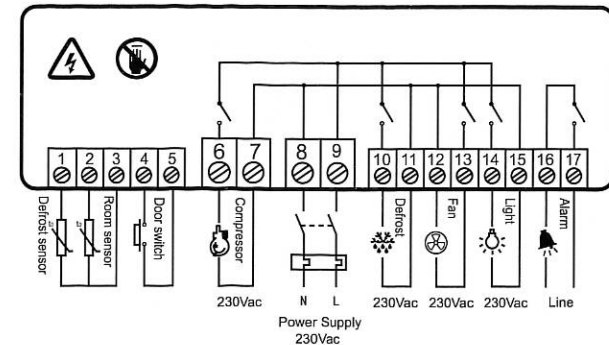 1 2 3 4 5 6 7 8 9 10 11 12 13 14 15 16 17
Defrost sensor
Room sensor
Door switch
Compressor
Defrost
Fan
Light
Alarm
230Vac N L 230Vac 230Vac 230Vac Line
Power Supply
230Vac